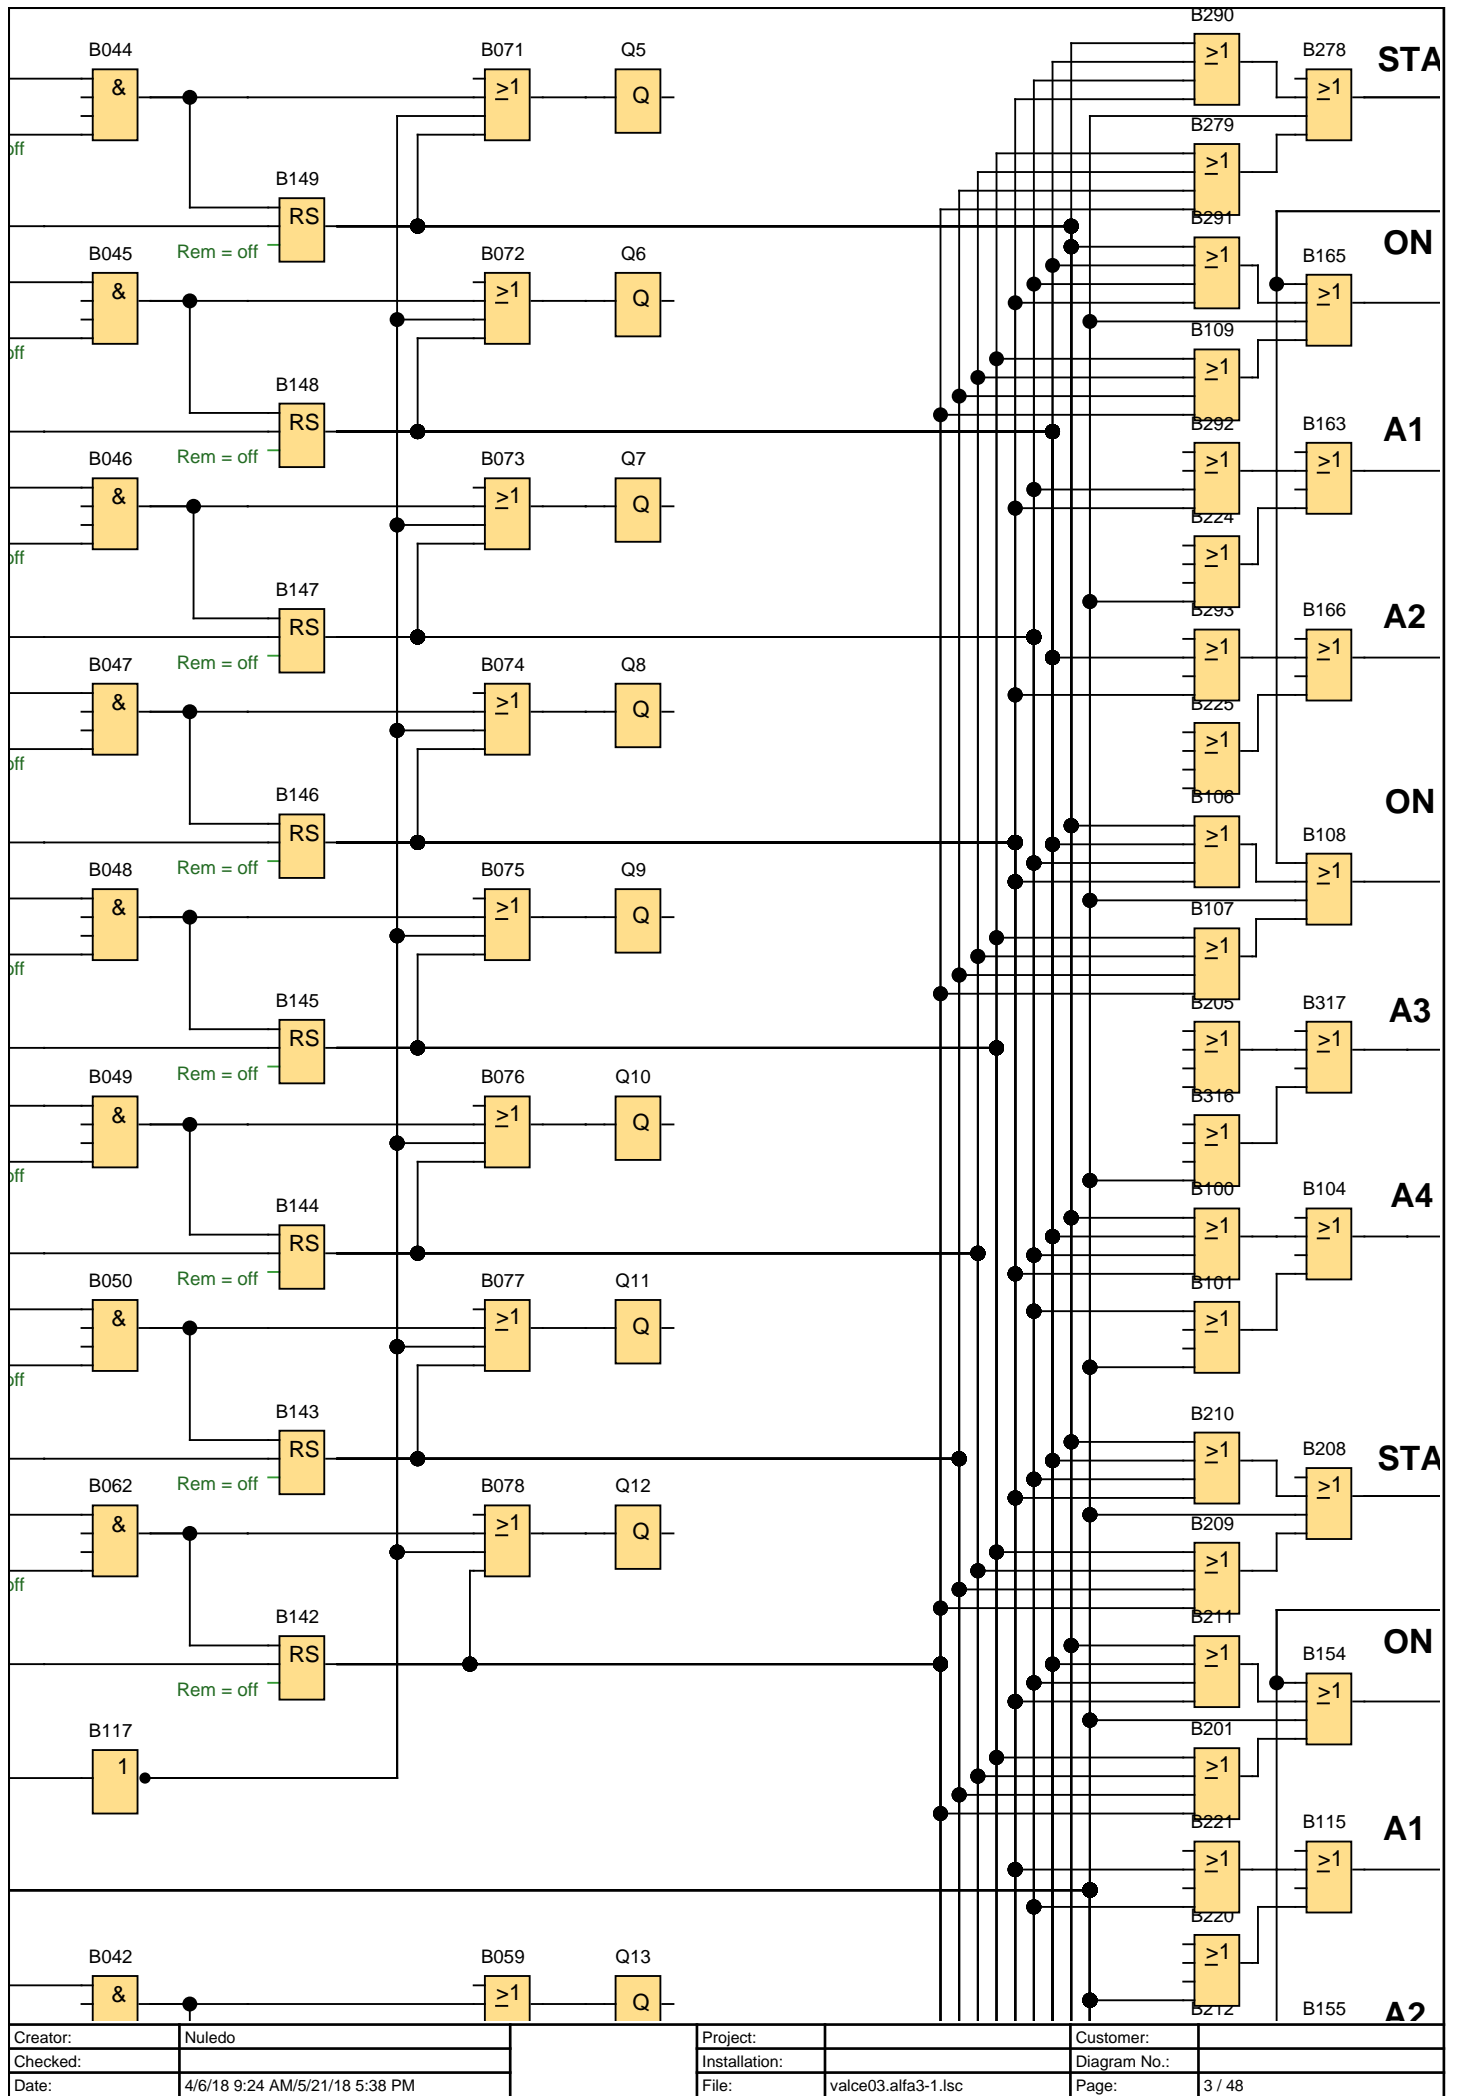 B290
B044 B071 Q5 B278 STA
& ≥1 Q ≥1 ≥1
off B279
B149 ≥1
RS
B291 ON
Rem = off
B045 B072 Q6 B165
& ≥1 Q ≥1 ≥1
off B109
B148 ≥1
RS
B292 B163 A1
Rem = off
B046 B073 Q7
& ≥1 Q ≥1 ≥1
off B224
B147 ≥1
RS
B293 B166 A2
Rem = off
B047 B074 Q8
& ≥1 Q ≥1 ≥1
off B225
B146 ≥1
RS
B106 ON
Rem = off
B048 B075 Q9 B108
& ≥1 Q ≥1 ≥1
off B107
B145 ≥1
RS
B205 B317 A3
Rem = off
B049 B076 Q10
& ≥1 Q ≥1 ≥1
off B316
B144 ≥1
RS
B100 B104 A4
Rem = off
B050 B077 Q11
& ≥1 Q ≥1 ≥1
off B101
B143 ≥1
RS
B210 B208 STA
Rem = off
B062 B078 Q12
& ≥1 Q ≥1 ≥1
off B209
B142 ≥1
RS
B211 ON
Rem = off
B154
≥1 ≥1
B117 B201
1 ≥1
B221 B115 A1
≥1 ≥1
B220
≥1
B042 B059 Q13
& ≥1 Q
B212 B155 A2
Creator: Nuledo Project: Customer:
Checked: Installation: Diagram No.:
Date: 4/6/18 9:24 AM/5/21/18 5:38 PM File: valce03.alfa3-1.lsc Page: 3 / 48